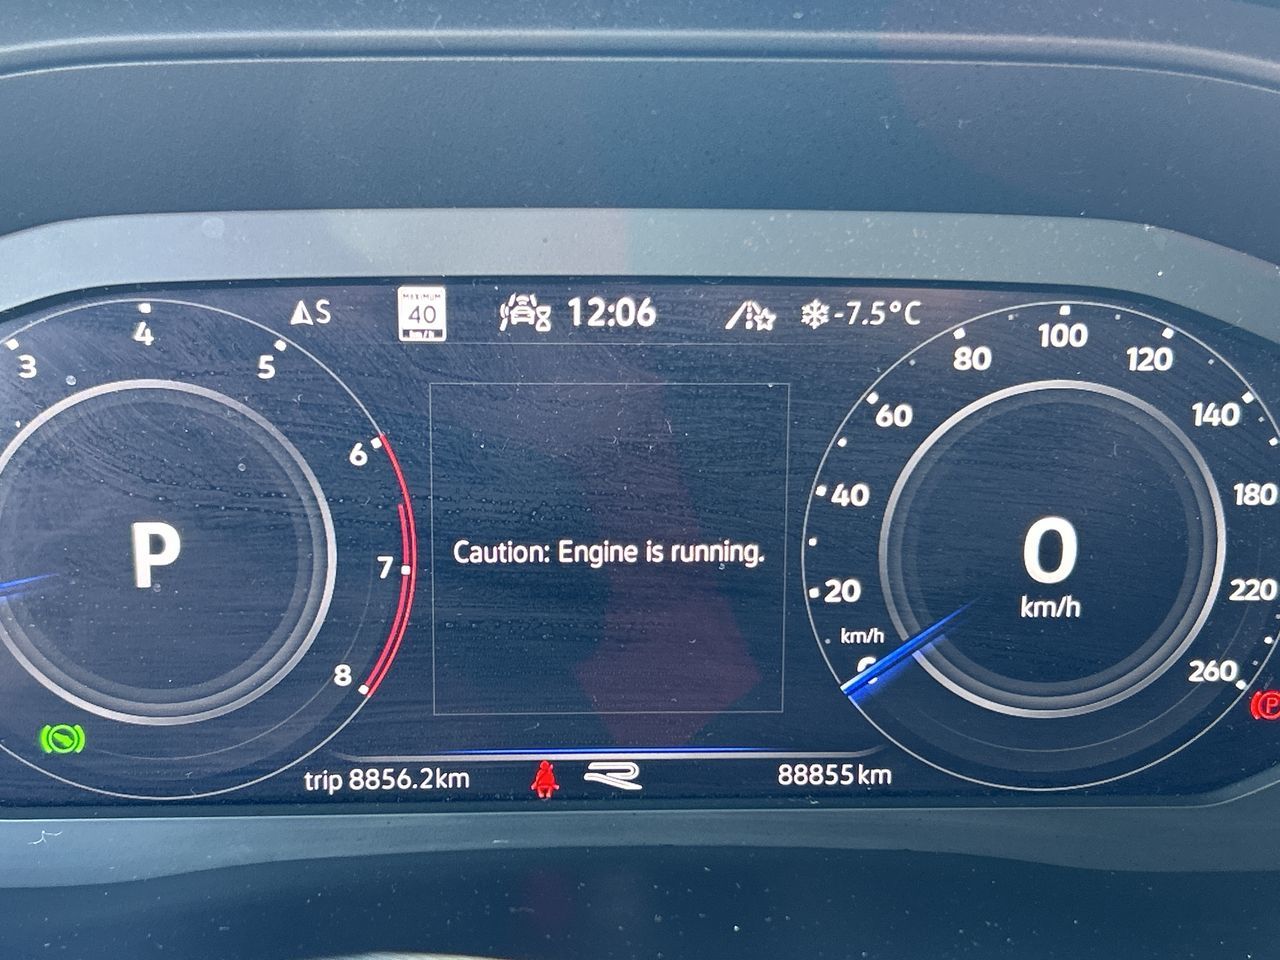 S
MAXIMUM
40
km/h
12:06
-7.5°C
3
4
5
6
7
8
P
Caution: Engine is running.
20
40
60
80
100
120
140
180
220
260
km/h
0
km/h
P
trip 8856.2km
88855km